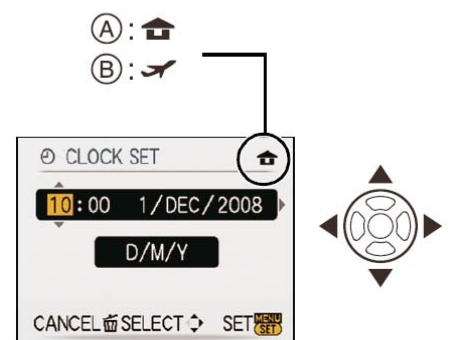 Ⓐ:
Ⓑ:
CLOCK SET
10:00 1/DEC/2008
D/M/Y
CANCEL SELECT SET MENU SET